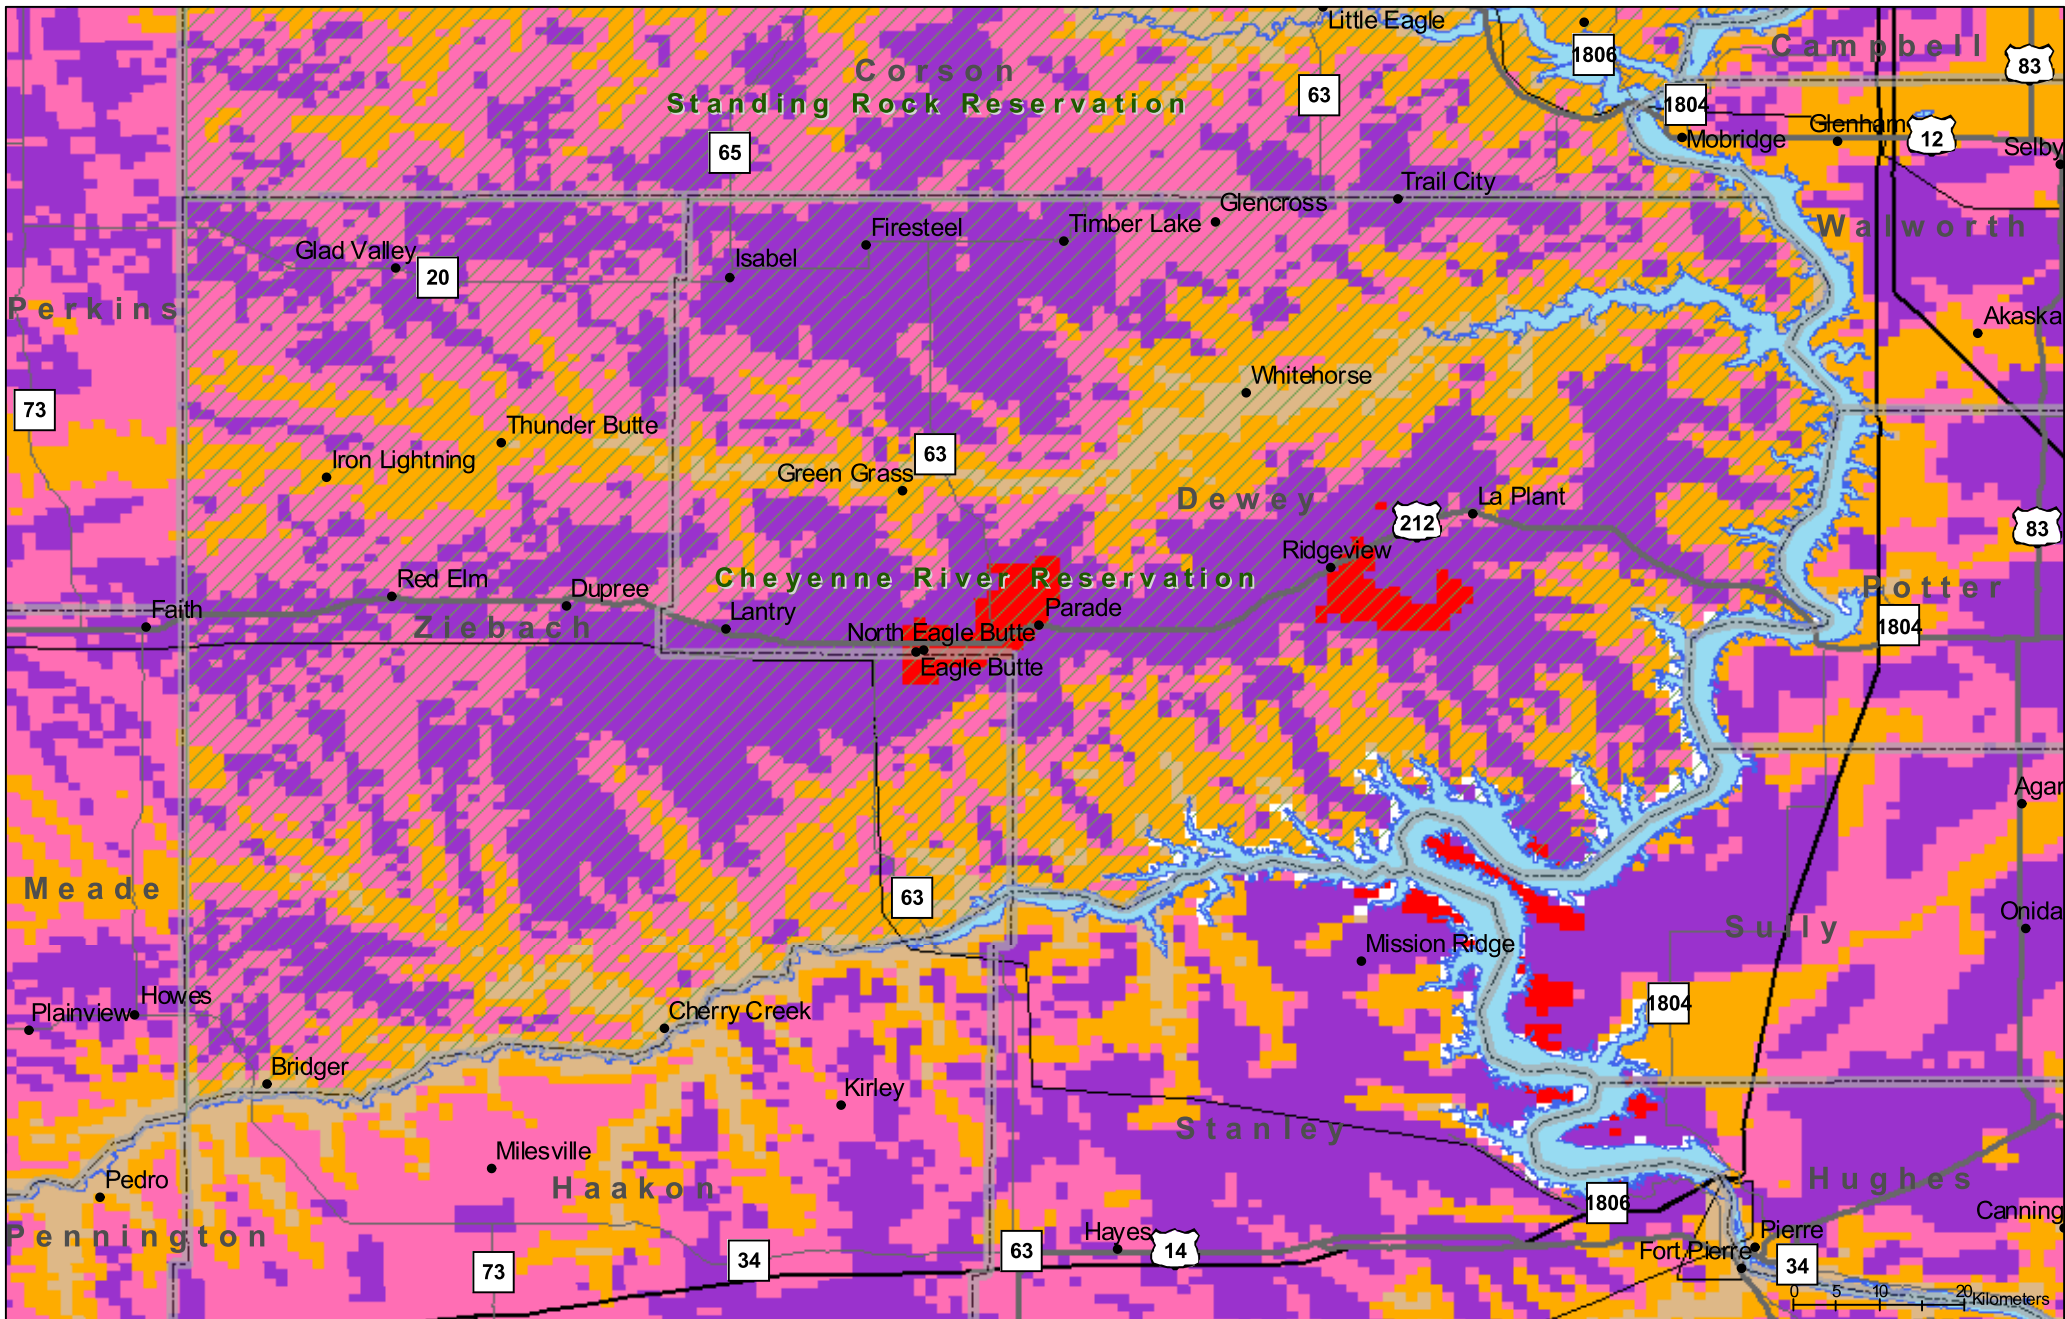 Little Eagle
1806
Campbell
83
Corson
Standing Rock Reservation
63
1804
Glenham
12
Mobridge
Selby
65
Trail City
Glencross
Timber Lake
Firesteel
Walworth
Glad Valley
Isabel
20
Perkins
Akaska
73
Whitehorse
Thunder Butte
Iron Lightning
Green Grass
63
Dewey
La Plant
212
83
Ridgeview
Cheyenne River Reservation
Red Elm
Dupree
Potter
Faith
Ziebach
Lantry
Parade
1804
North Eagle Butte
Eagle Butte
Agar
Meade
63
Onida
Sully
Mission Ridge
Howes
Plainview
Cherry Creek
1804
Bridger
Kirley
Stanley
Milesville
Pedro
Haakon
Hughes
1806
Canning
Pennington
Hayes
63
14
Pierre
Fort Pierre
34
73
34
0 5 10 20
Kilometers